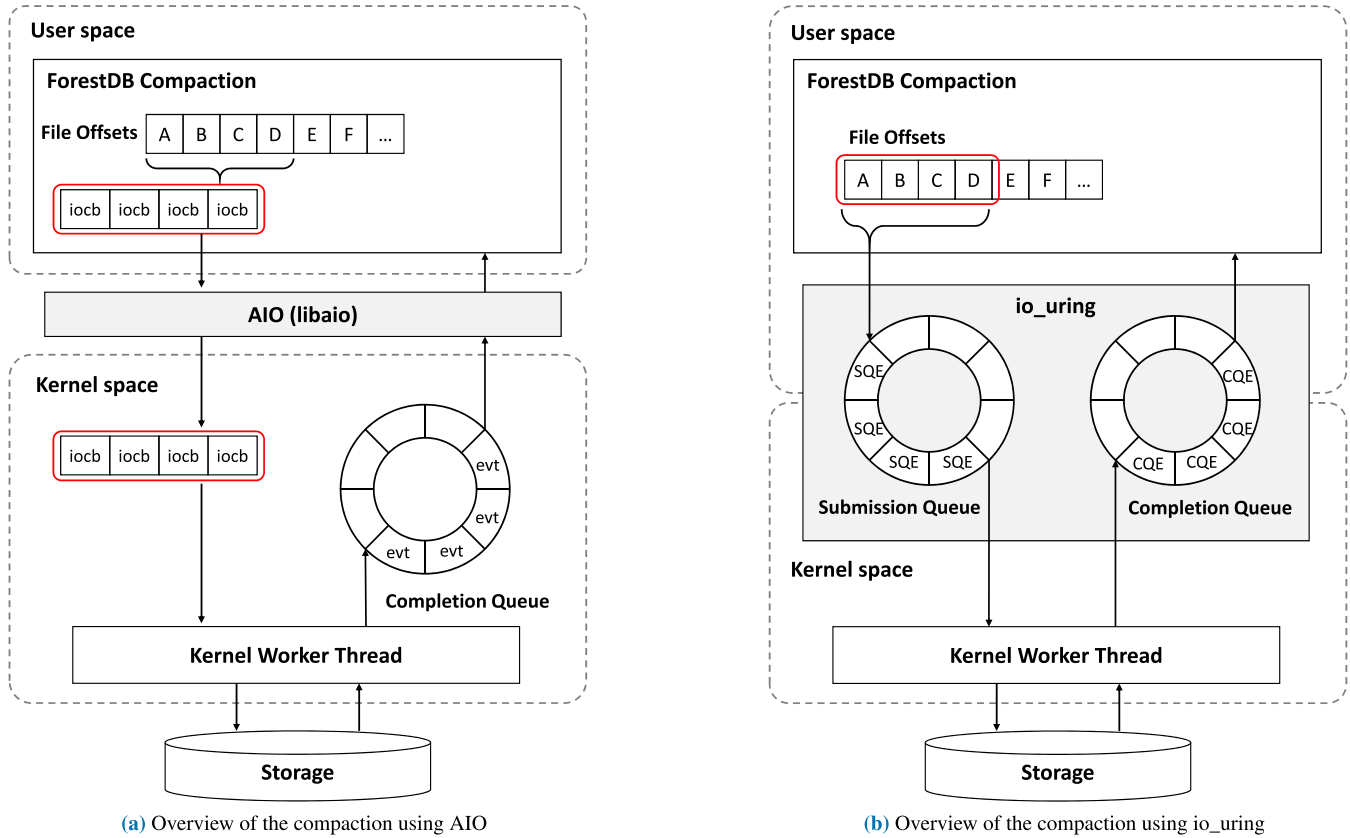 User space
ForestDB Compaction
File Offsets A B C D E F ...
iocb iocb iocb iocb
AIO (libaio)
Kernel space
iocb iocb iocb iocb
evt
evt
evt evt
Completion Queue
Kernel Worker Thread
Storage
(a) Overview of the compaction using AIO
User space
ForestDB Compaction
File Offsets
A B C D E F ...
io_uring
SQE
SQE
SQE SQE
Submission Queue
CQE
CQE
CQE CQE
Completion Queue
Kernel space
Kernel Worker Thread
Storage
(b) Overview of the compaction using io_uring